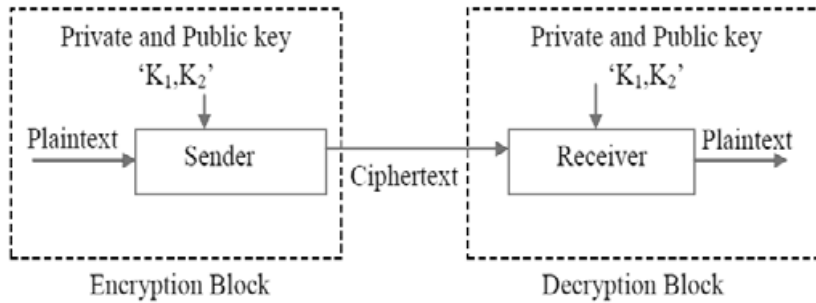 Private and Public key
‘K₁,K₂’
Plaintext
Sender
Ciphertext
Private and Public key
‘K₁,K₂’
Receiver
Plaintext
Encryption Block
Decryption Block